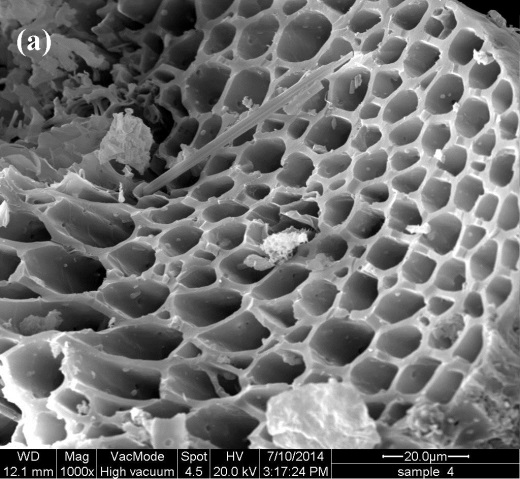 (a)
WD Mag VacMode Spot HV 7/10/2014 20.0µm
12.1 mm 1000x High vacuum 4.5 20.0 kV 3:17:24 PM sample 4